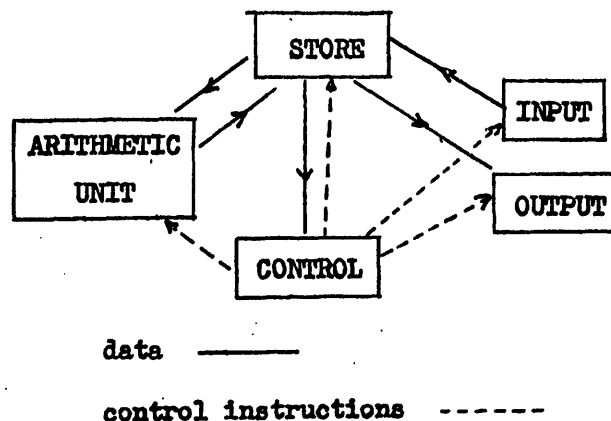 STORE
INPUT
ARITHMETIC
UNIT
OUTPUT
CONTROL
data
control instructions